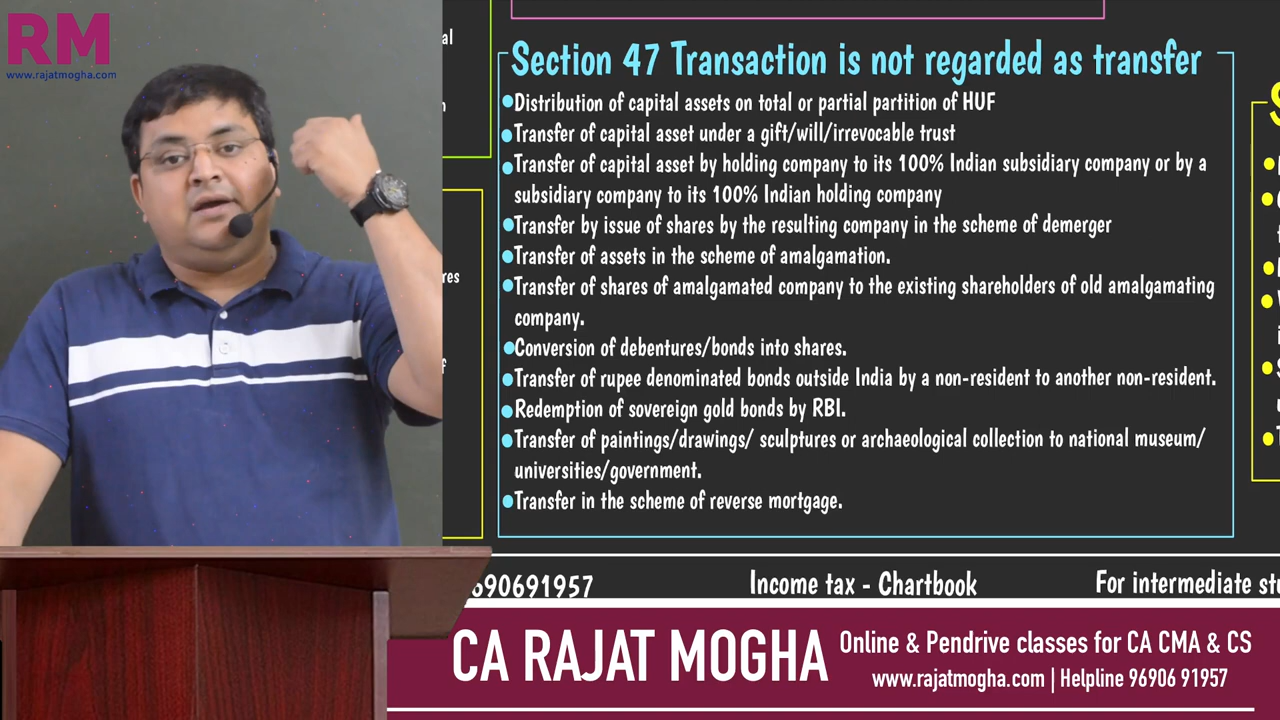 RM
www.rajatmogha.com
al
res
Section 47 Transaction is not regarded as transfer
•Distribution of capital assets on total or partial partition of HUF
•Transfer of capital asset under a gift/will/irrevocable trust
•Transfer of capital asset by holding company to its 100% Indian subsidiary company or by a
subsidiary company to its 100% Indian holding company
•Transfer by issue of shares by the resulting company in the scheme of demerger
•Transfer of assets in the scheme of amalgamation.
•Transfer of shares of amalgamated company to the existing shareholders of old amalgamating
company.
•Conversion of debentures/bonds into shares.
•Transfer of rupee denominated bonds outside India by a non-resident to another non-resident.
•Redemption of sovereign gold bonds by RBI.
•Transfer of paintings/drawings/ sculptures or archaeological collection to national museum/
universities/government.
•Transfer in the scheme of reverse mortgage.
690691957 Income tax - Chartbook For intermediate stu
CA RAJAT MOGHA
Online & Pendrive classes for CA CMA & CS
www.rajatmogha.com | Helpline 96906 91957